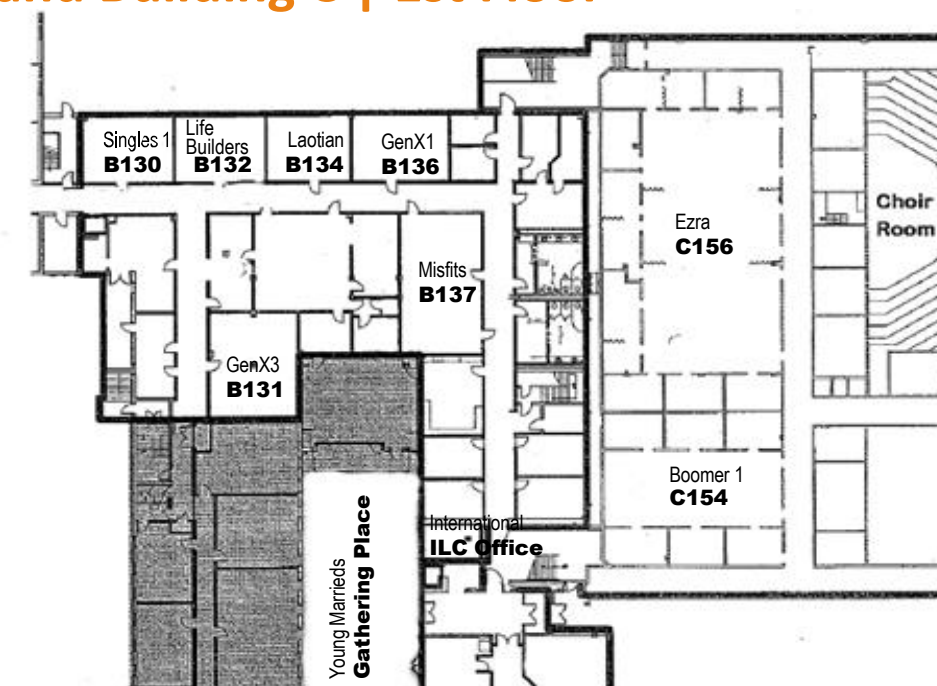 and Building C | 1st Floor
Singles 1
B130
Life
Builders
B132
Laotian
B134
GenX1
B136
Ezra
C156
Choir
Room
Misfits
B137
GenX3
B131
Boomer 1
C154
International
ILC Office
Young Marrieds
Gathering Place